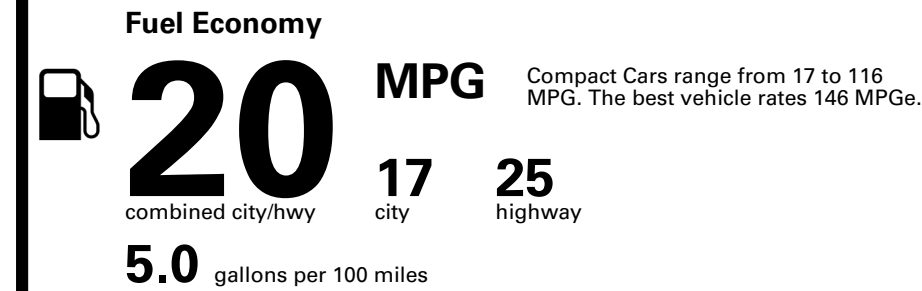 Fuel Economy
20 MPG
Compact Cars range from 17 to 116
MPG. The best vehicle rates 146 MPGe.
combined city/hwy
17
city
25
highway
5.0 gallons per 100 miles